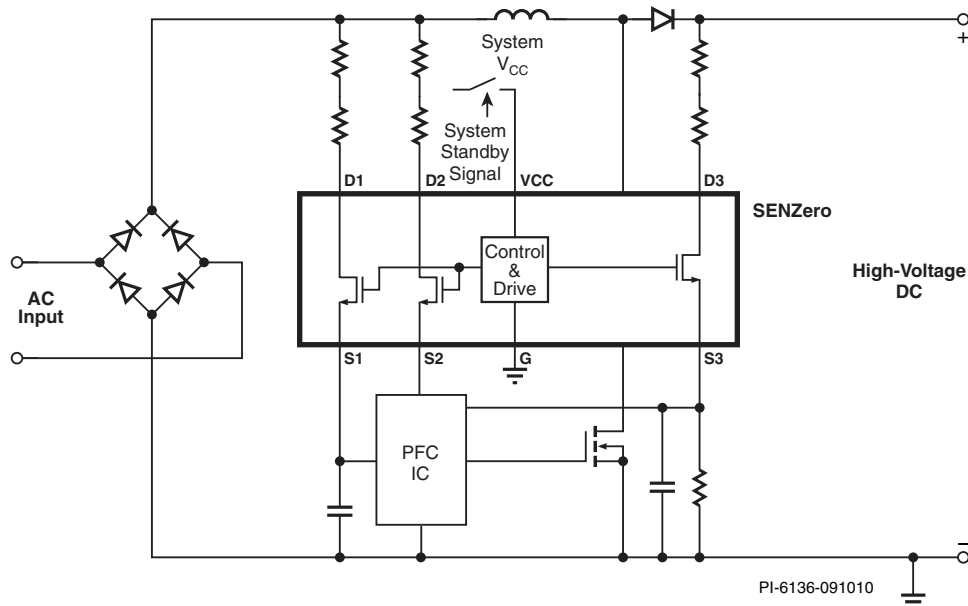 System
VCC
System
Standby
Signal
D1
D2
VCC
D3
SENZero
Control
&
Drive
High-Voltage
DC
AC
Input
S1
S2
G
S3
PFC
IC
+
–
PI-6136-091010